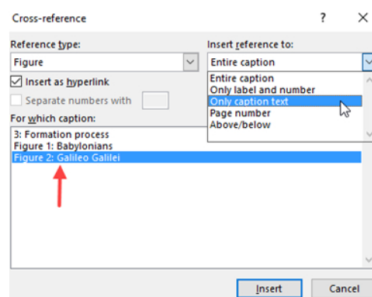 Cross-reference ?
Reference type: Insert reference to:
Figure Entire caption
Insert as hyperlink Entire caption
Only label and number
Separate numbers with Only caption text
Page number
For which caption: Above/below
3: Formation process
Figure 1: Babylonians
Figure 2: Galileo Galilei
Insert Cancel